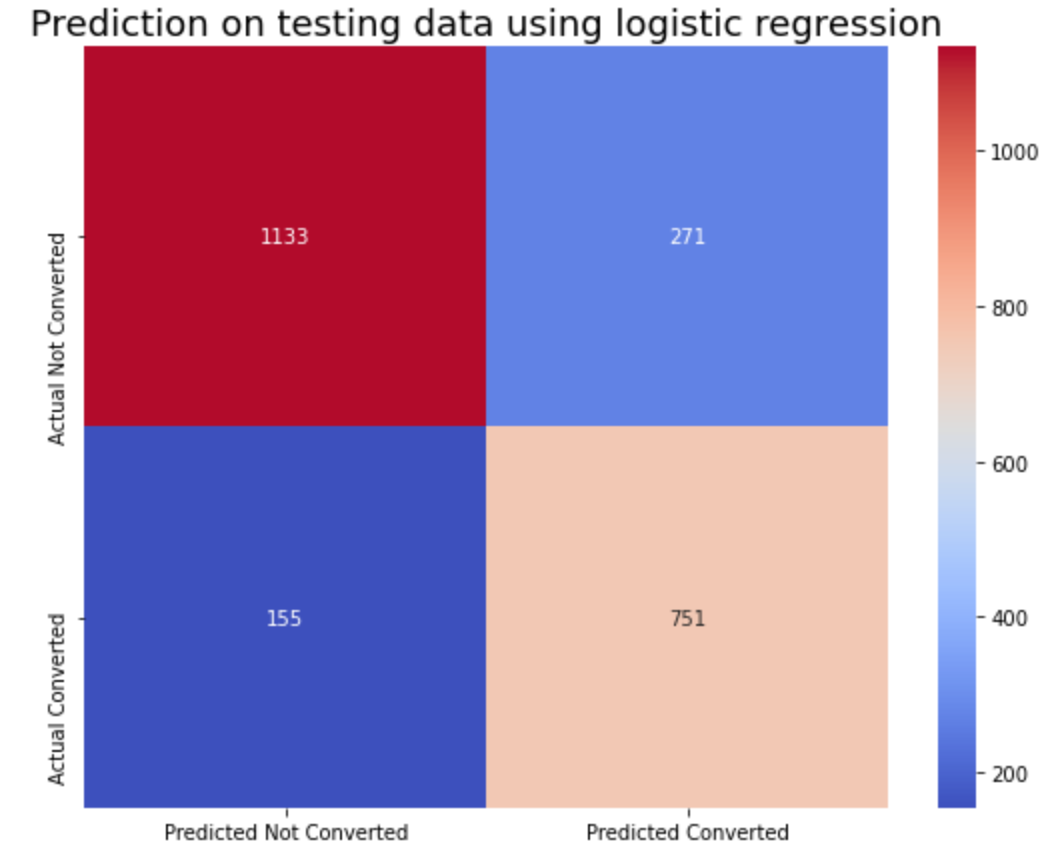 Prediction on testing data using logistic regression
Actual Not Converted
1133
271
Actual Converted
155
751
Predicted Not Converted
Predicted Converted
1000
800
600
400
200